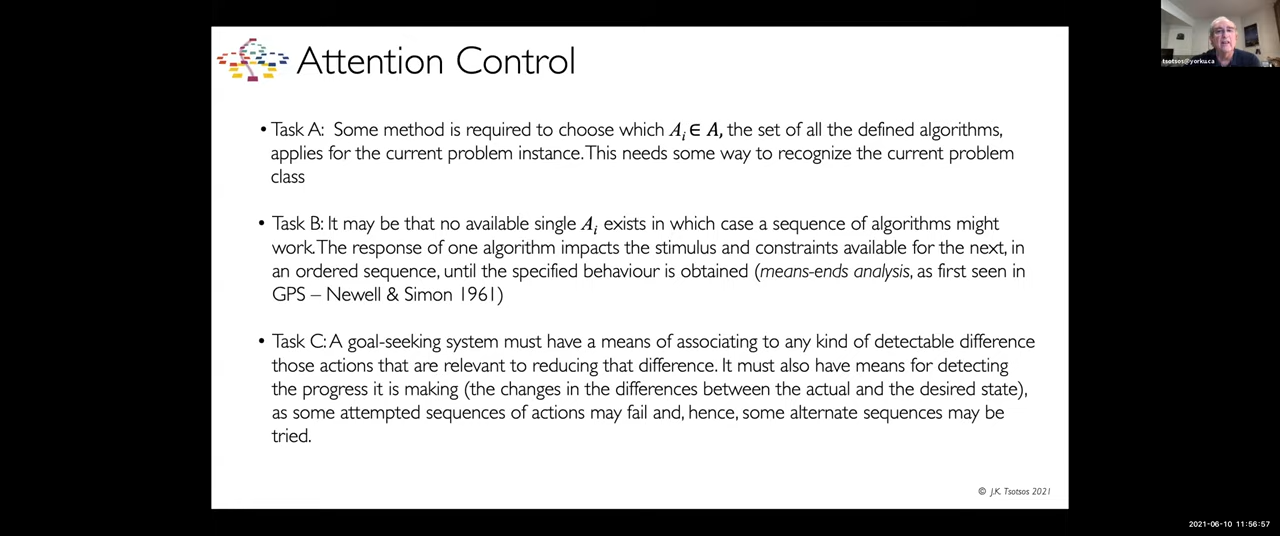 Attention Control
• Task A: Some method is required to choose which Aᵢ ∈ A, the set of all the defined algorithms,
applies for the current problem instance. This needs some way to recognize the current problem
class
• Task B: It may be that no available single Aᵢ exists in which case a sequence of algorithms might
work. The response of one algorithm impacts the stimulus and constraints available for the next, in
an ordered sequence, until the specified behaviour is obtained (means-ends analysis, as first seen in
GPS – Newell & Simon 1961)
• Task C: A goal-seeking system must have a means of associating to any kind of detectable difference
those actions that are relevant to reducing that difference. It must also have means for detecting
the progress it is making (the changes in the differences between the actual and the desired state),
as some attempted sequences of actions may fail and, hence, some alternate sequences may be
tried.
© J.K. Tsotsos 2021
tsotsos@yorku.ca
2021-06-10 11:56:57